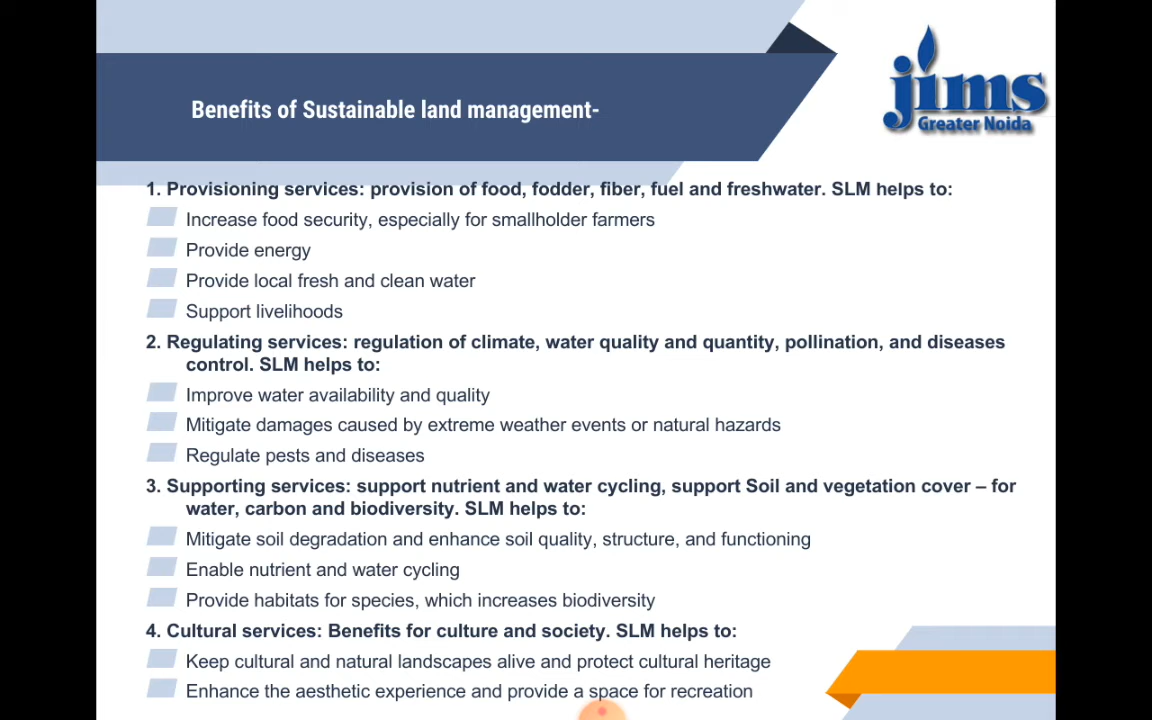 jims
Greater Noida
Benefits of Sustainable land management-
1. Provisioning services: provision of food, fodder, fiber, fuel and freshwater. SLM helps to:
Increase food security, especially for smallholder farmers
Provide energy
Provide local fresh and clean water
Support livelihoods
2. Regulating services: regulation of climate, water quality and quantity, pollination, and diseases
control. SLM helps to:
Improve water availability and quality
Mitigate damages caused by extreme weather events or natural hazards
Regulate pests and diseases
3. Supporting services: support nutrient and water cycling, support Soil and vegetation cover – for
water, carbon and biodiversity. SLM helps to:
Mitigate soil degradation and enhance soil quality, structure, and functioning
Enable nutrient and water cycling
Provide habitats for species, which increases biodiversity
4. Cultural services: Benefits for culture and society. SLM helps to:
Keep cultural and natural landscapes alive and protect cultural heritage
Enhance the aesthetic experience and provide a space for recreation